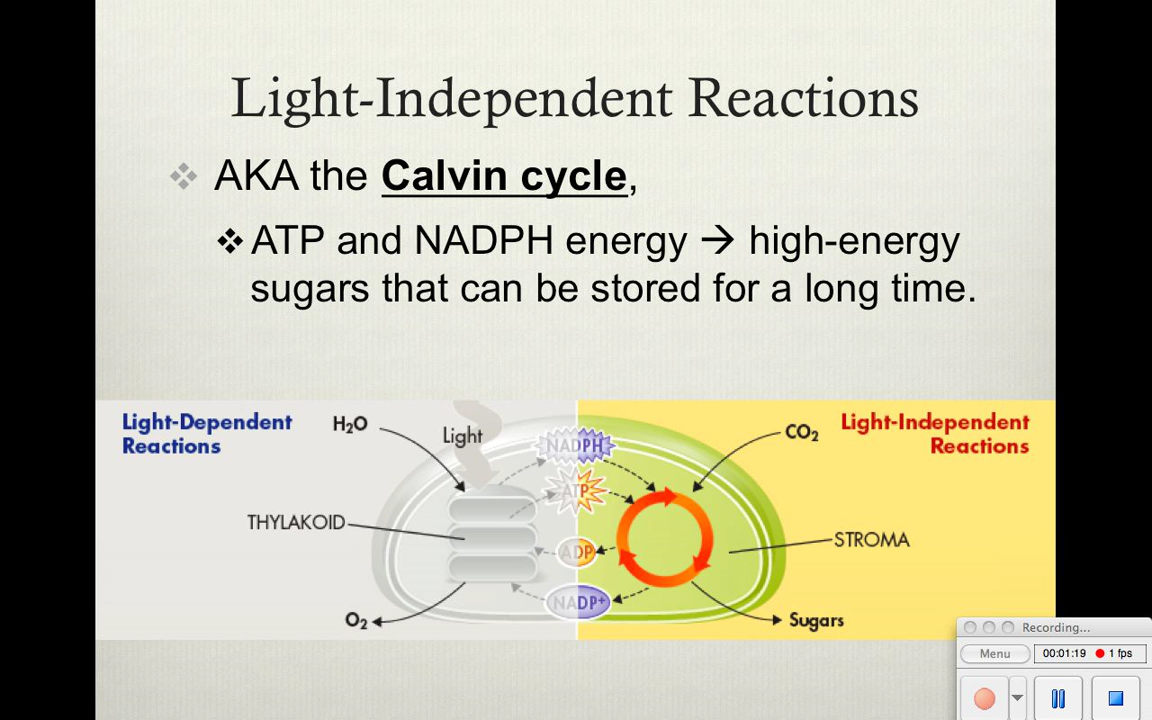 Light-Independent Reactions
AKA the Calvin cycle,
ATP and NADPH energy → high-energy
sugars that can be stored for a long time.
Light-Dependent
Reactions
H₂O
Light
NADPH
CO₂
Light-Independent
Reactions
ATP
THYLAKOID
STROMA
ADP
NADP⁺
O₂
Sugars
Recording...
Menu
00:01:19
1 fps